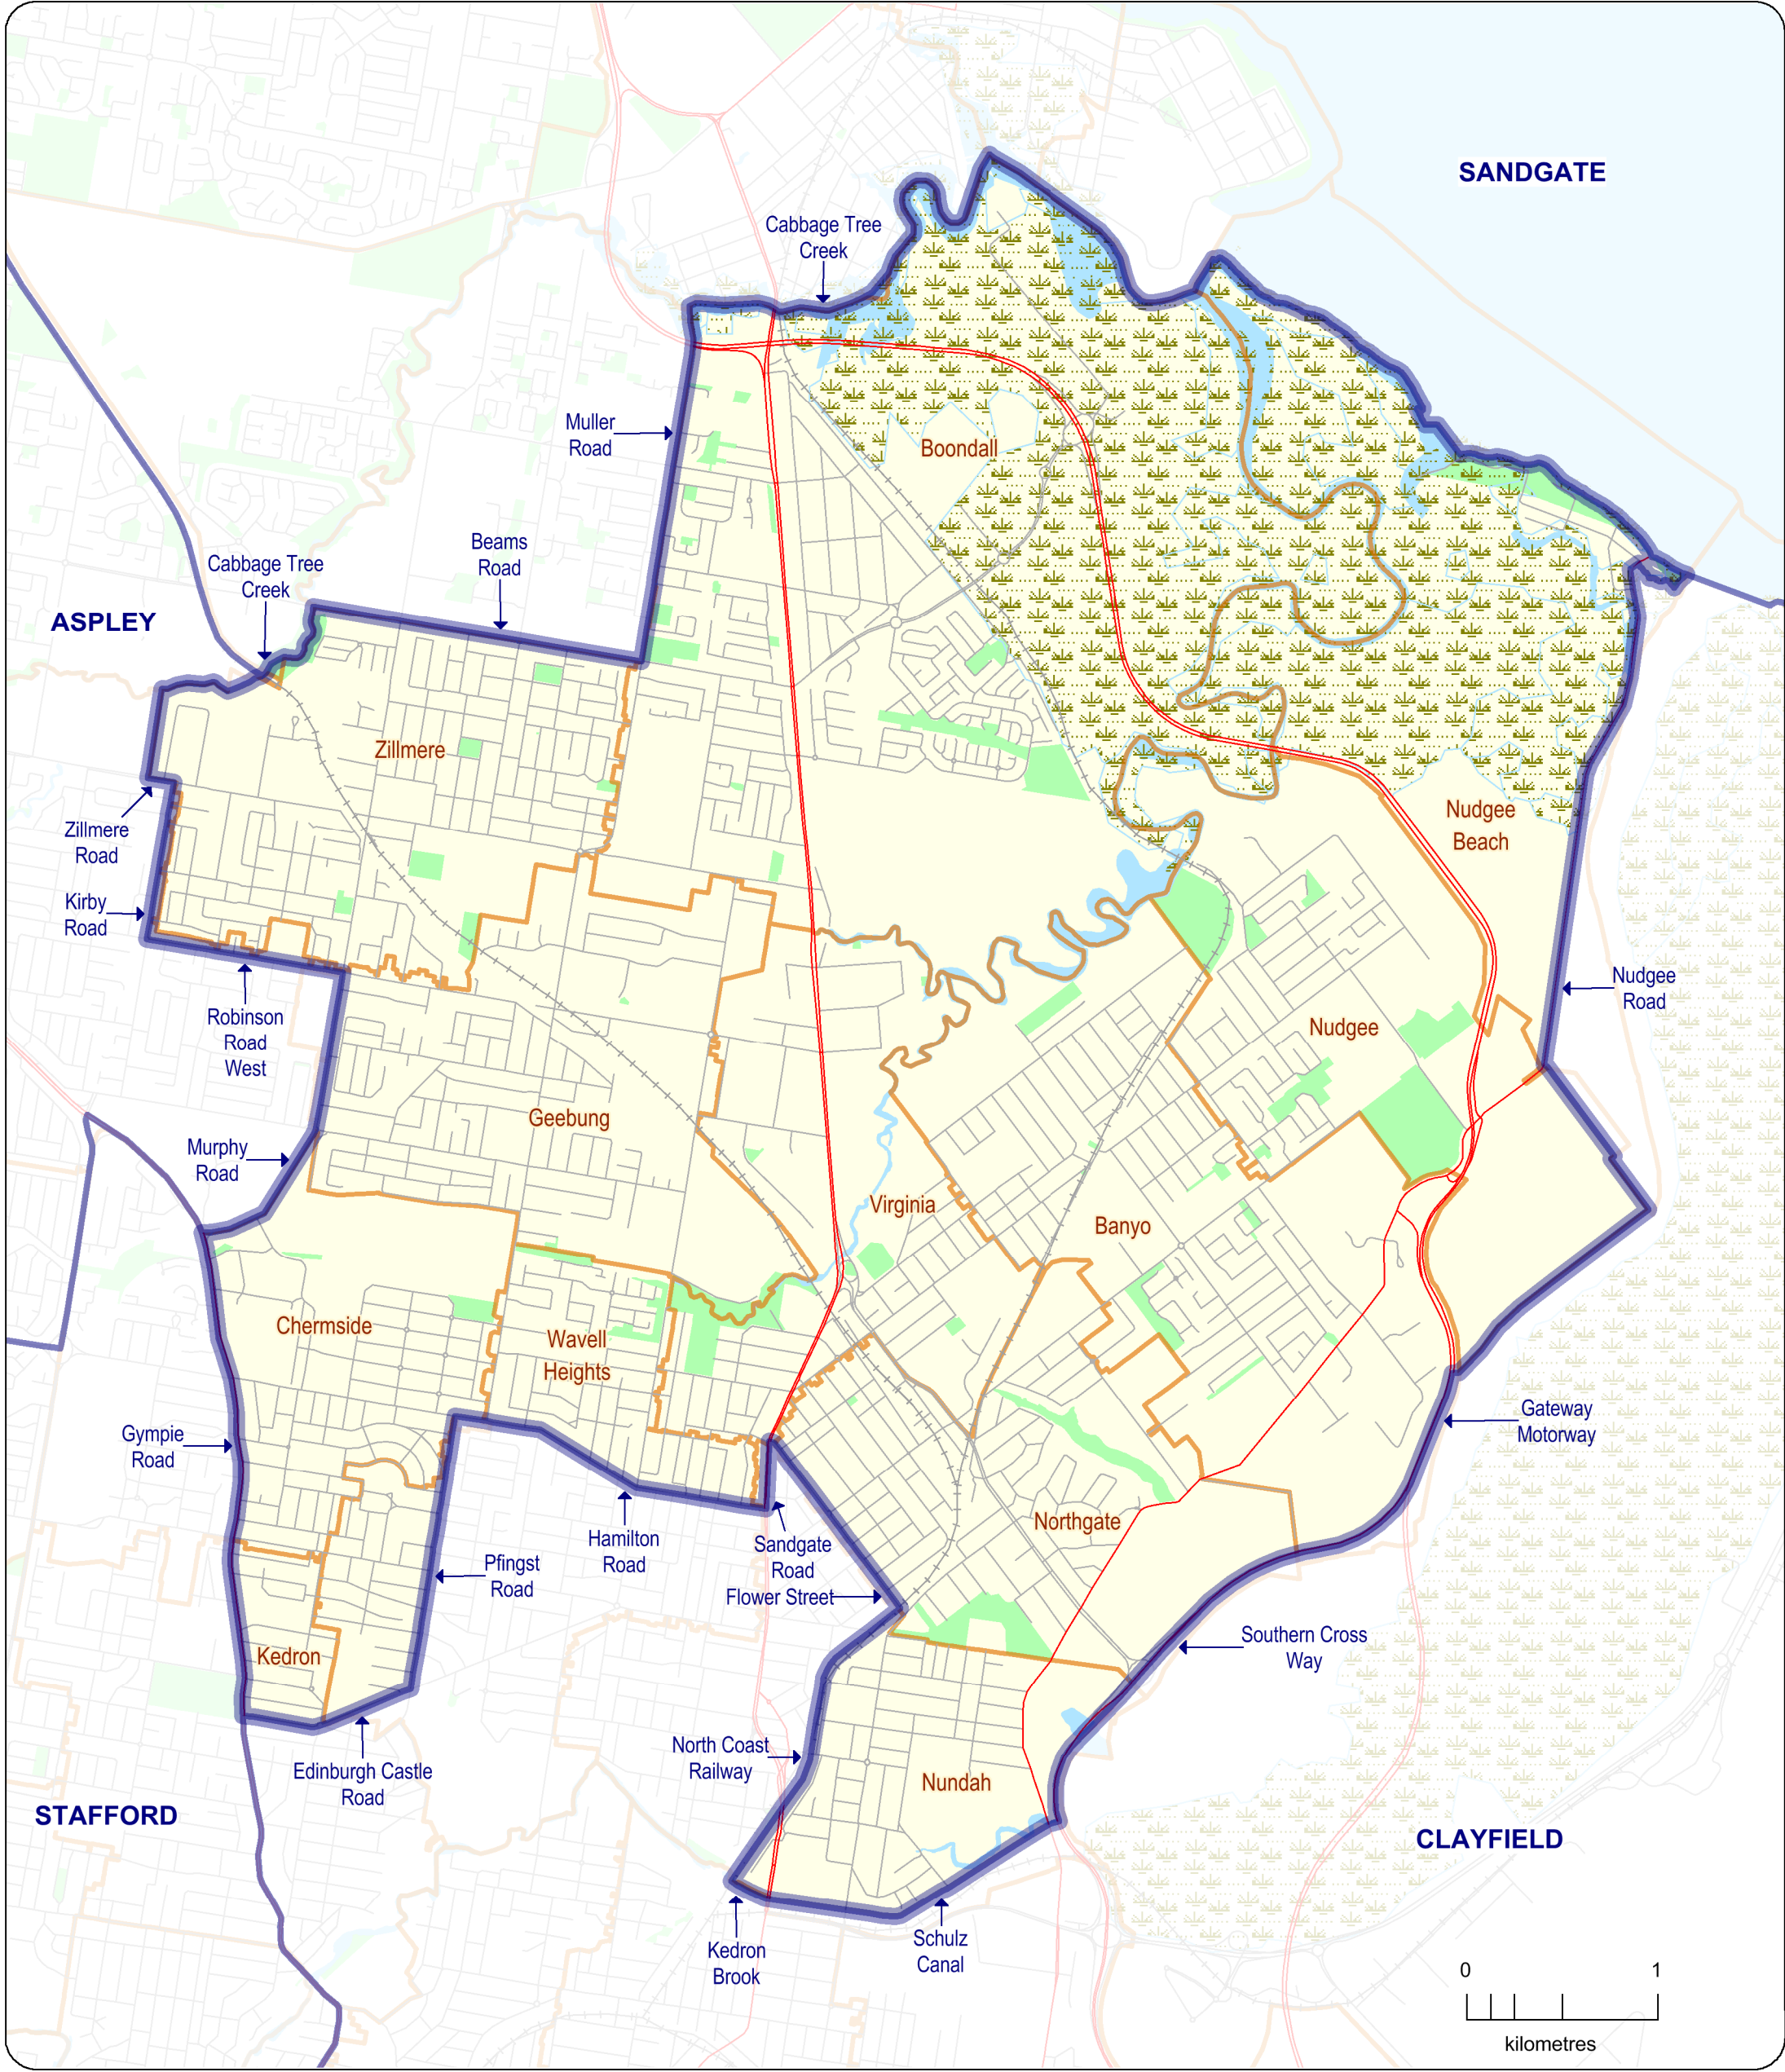 SANDGATE
Cabbage Tree
Creek
Muller
Road
Boondall
Beams
Road
Cabbage Tree
Creek
ASPLEY
Zillmere
Nudgee
Beach
Zillmere
Road
Kirby
Road
Nudgee
Road
Robinson
Road
West
Nudgee
Geebung
Murphy
Road
Virginia
Banyo
Chermside
Wavell
Heights
Gateway
Motorway
Gympie
Road
Northgate
Hamilton
Road
Sandgate
Road
Pfingst
Road
Flower Street
Southern Cross
Way
Kedron
North Coast
Railway
Edinburgh Castle
Road
Nundah
STAFFORD
CLAYFIELD
Kedron
Brook
Schulz
Canal
0 1
kilometres